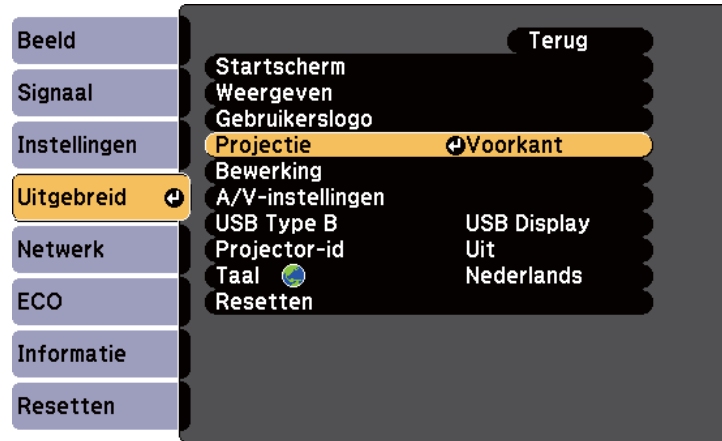 Beeld
Signaal
Instellingen
Uitgebreid
Netwerk
ECO
Informatie
Resetten
Terug
Startscherm
Weergeven
Gebruikerslogo
Projectie Voorkant
Bewerking
A/V-instellingen
USB Type B USB Display
Projector-id Uit
Taal Nederlands
Resetten